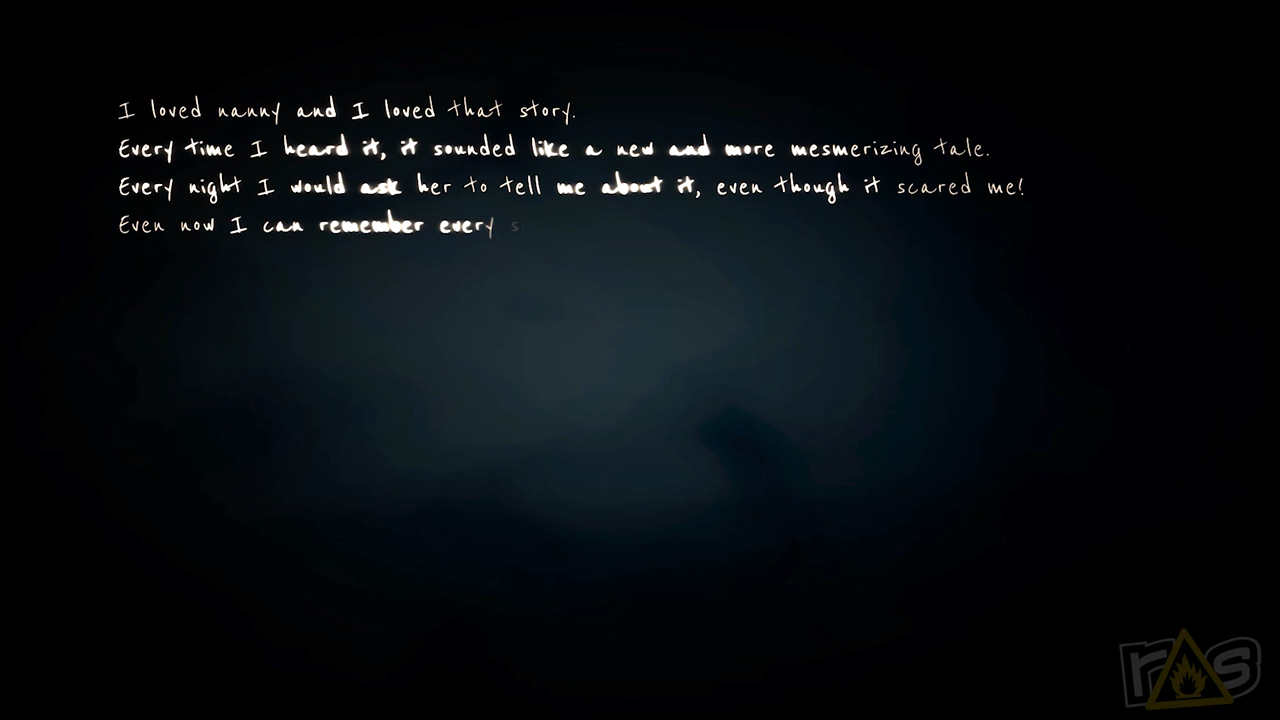 I loved nanny and I loved that story.
Every time I heard it, it sounded like a new and more mesmerizing tale.
Every night I would ask her to tell me about it, even though it scared me!
Even now I can remember every s
ras